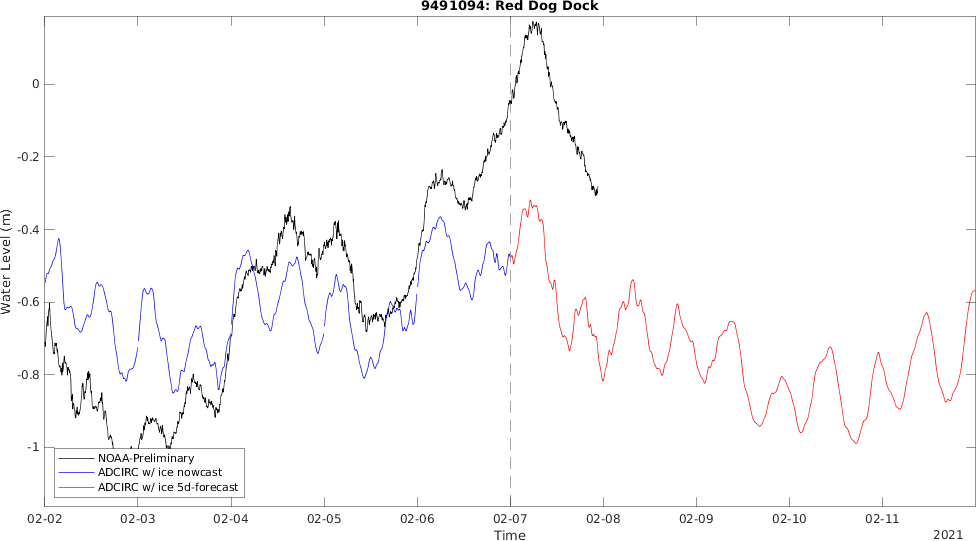 9491094: Red Dog Dock
0
-0.2
-0.4
-0.6
-0.8
-1
Water Level (m)
NOAA-Preliminary
ADCIRC w/ ice nowcast
ADCIRC w/ ice 5d-forecast
02-02 02-03 02-04 02-05 02-06 02-07 02-08 02-09 02-10 02-11
Time
2021